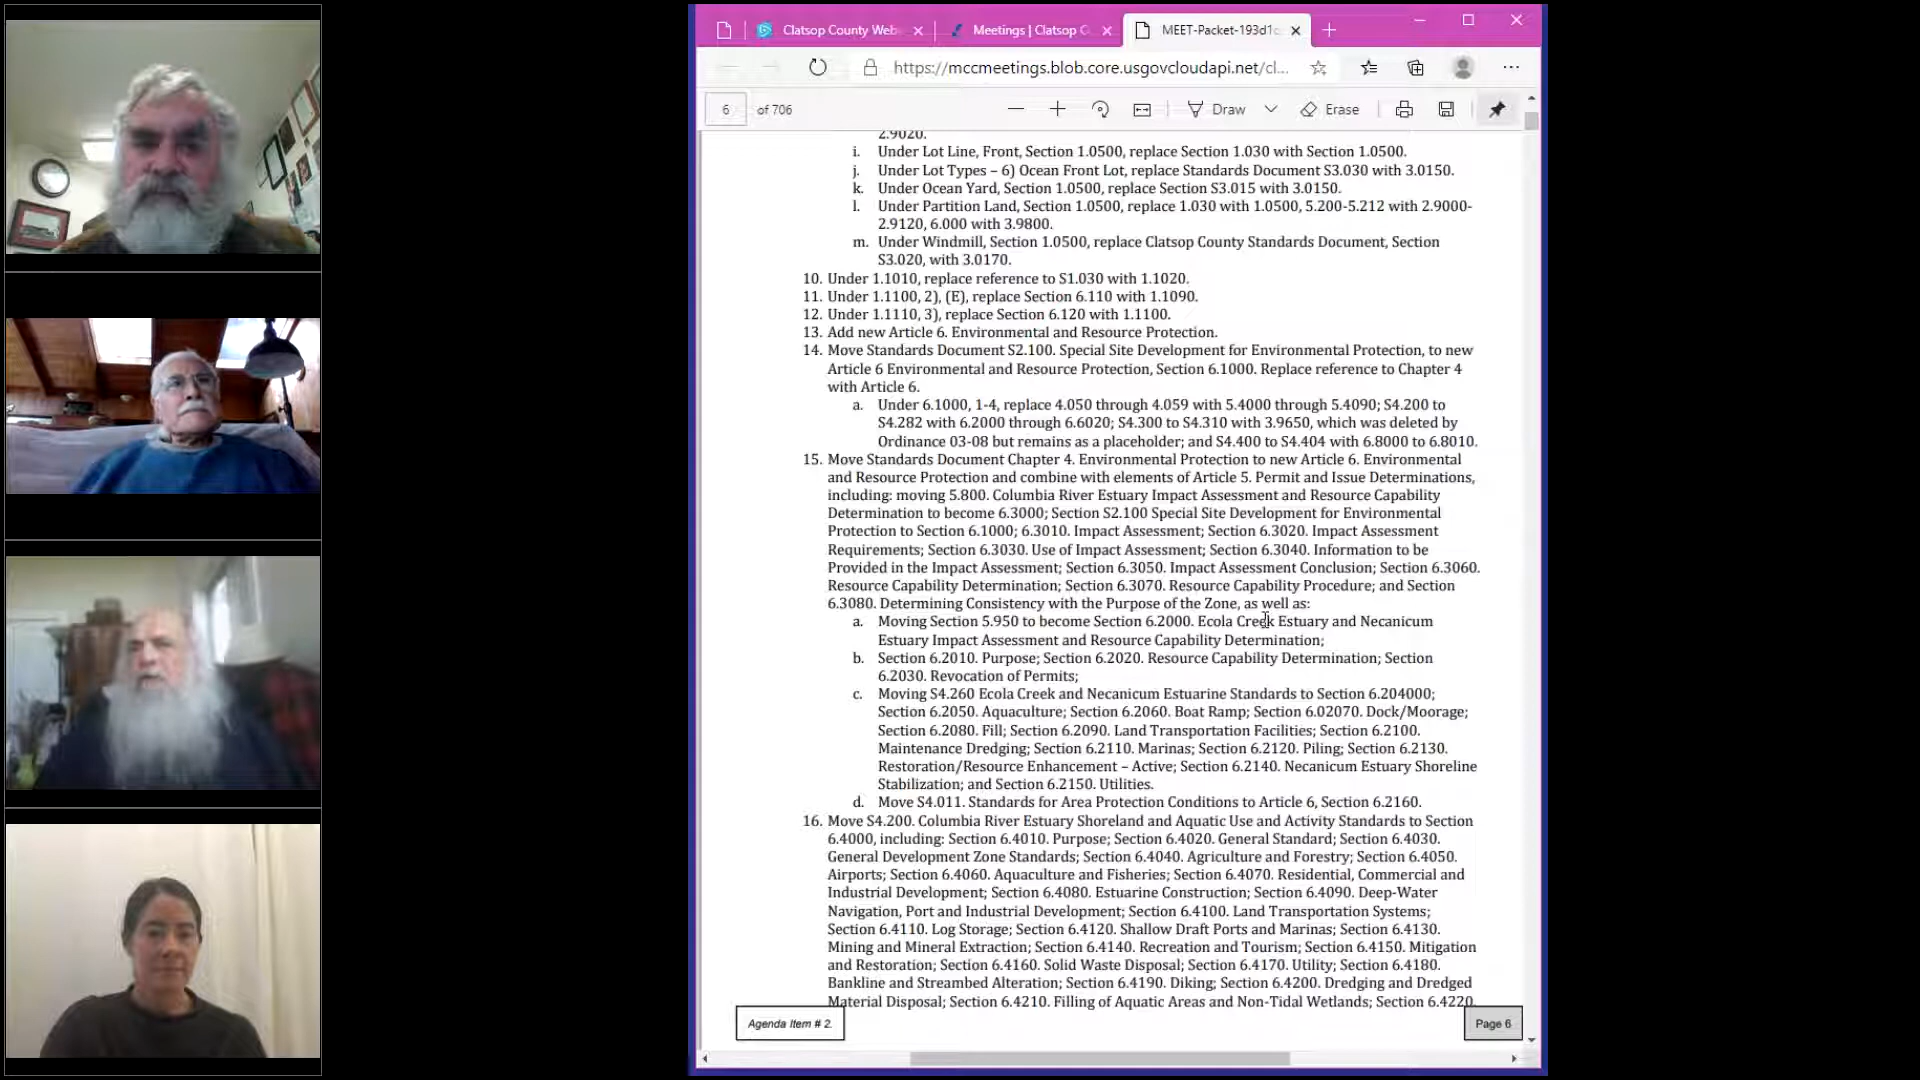 Clatsop County Web
Meetings | Clatsop C
MEET-Packet-193d1c
https://mccmeetings.blob.core.usgovcloudapi.net/cl...
6 of 706
Draw
Erase
2.9020.
i. Under Lot Line, Front, Section 1.0500, replace Section 1.030 with Section 1.0500.
j. Under Lot Types – 6) Ocean Front Lot, replace Standards Document S3.030 with 3.0150.
k. Under Ocean Yard, Section 1.0500, replace Section S3.015 with 3.0150.
l. Under Partition Land, Section 1.0500, replace 1.030 with 1.0500, 5.200-5.212 with 2.9000-
2.9120, 6.000 with 3.9800.
m. Under Windmill, Section 1.0500, replace Clatsop County Standards Document, Section
S3.020, with 3.0170.
10. Under 1.1010, replace reference to S1.030 with 1.1020.
11. Under 1.1100, 2), (E), replace Section 6.110 with 1.1090.
12. Under 1.1110, 3), replace Section 6.120 with 1.1100.
13. Add new Article 6. Environmental and Resource Protection.
14. Move Standards Document S2.100. Special Site Development for Environmental Protection, to new
Article 6 Environmental and Resource Protection, Section 6.1000. Replace reference to Chapter 4
with Article 6.
a. Under 6.1000, 1-4, replace 4.050 through 4.059 with 5.4000 through 5.4090; S4.200 to
S4.282 with 6.2000 through 6.6020; S4.300 to S4.310 with 3.9650, which was deleted by
Ordinance 03-08 but remains as a placeholder; and S4.400 to S4.404 with 6.8000 to 6.8010.
15. Move Standards Document Chapter 4. Environmental Protection to new Article 6. Environmental
and Resource Protection and combine with elements of Article 5. Permit and Issue Determinations,
including: moving 5.800. Columbia River Estuary Impact Assessment and Resource Capability
Determination to become 6.3000; Section S2.100 Special Site Development for Environmental
Protection to Section 6.1000; 6.3010. Impact Assessment; Section 6.3020. Impact Assessment
Requirements; Section 6.3030. Use of Impact Assessment; Section 6.3040. Information to be
Provided in the Impact Assessment; Section 6.3050. Impact Assessment Conclusion; Section 6.3060.
Resource Capability Determination; Section 6.3070. Resource Capability Procedure; and Section
6.3080. Determining Consistency with the Purpose of the Zone, as well as:
a. Moving Section 5.950 to become Section 6.2000. Ecola Creek Estuary and Necanicum
Estuary Impact Assessment and Resource Capability Determination;
b. Section 6.2010. Purpose; Section 6.2020. Resource Capability Determination; Section
6.2030. Revocation of Permits;
c. Moving S4.260 Ecola Creek and Necanicum Estuarine Standards to Section 6.204000;
Section 6.2050. Aquaculture; Section 6.2060. Boat Ramp; Section 6.02070. Dock/Moorage;
Section 6.2080. Fill; Section 6.2090. Land Transportation Facilities; Section 6.2100.
Maintenance Dredging; Section 6.2110. Marinas; Section 6.2120. Piling; Section 6.2130.
Restoration/Resource Enhancement – Active; Section 6.2140. Necanicum Estuary Shoreline
Stabilization; and Section 6.2150. Utilities.
d. Move S4.011. Standards for Area Protection Conditions to Article 6, Section 6.2160.
16. Move S4.200. Columbia River Estuary Shoreland and Aquatic Use and Activity Standards to Section
6.4000, including: Section 6.4010. Purpose; Section 6.4020. General Standard; Section 6.4030.
General Development Zone Standards; Section 6.4040. Agriculture and Forestry; Section 6.4050.
Airports; Section 6.4060. Aquaculture and Fisheries; Section 6.4070. Residential, Commercial and
Industrial Development; Section 6.4080. Estuarine Construction; Section 6.4090. Deep-Water
Navigation, Port and Industrial Development; Section 6.4100. Land Transportation Systems;
Section 6.4110. Log Storage; Section 6.4120. Shallow Draft Ports and Marinas; Section 6.4130.
Mining and Mineral Extraction; Section 6.4140. Recreation and Tourism; Section 6.4150. Mitigation
and Restoration; Section 6.4160. Solid Waste Disposal; Section 6.4170. Utility; Section 6.4180.
Bankline and Streambed Alteration; Section 6.4190. Diking; Section 6.4200. Dredging and Dredged
Material Disposal; Section 6.4210. Filling of Aquatic Areas and Non-Tidal Wetlands; Section 6.4220.
Agenda Item # 2.
Page 6